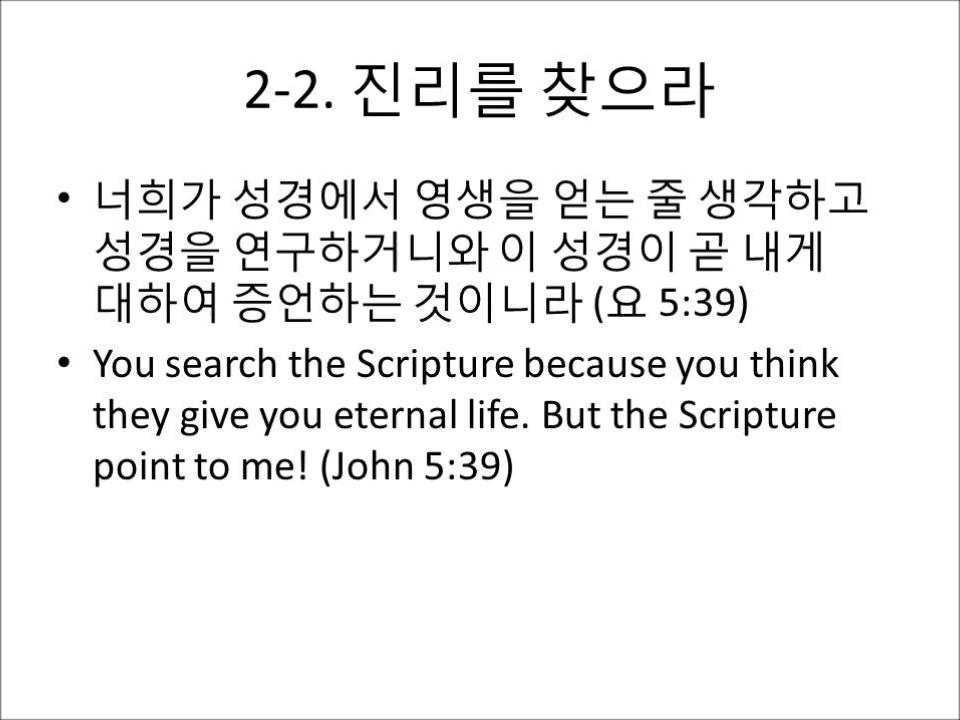 2-2. 진리를 찾으라
• 너희가 성경에서 영생을 얻는 줄 생각하고
성경을 연구하거니와 이 성경이 곧 내게
대하여 증언하는 것이니라 (요 5:39)
• You search the Scripture because you think
they give you eternal life. But the Scripture
point to me! (John 5:39)